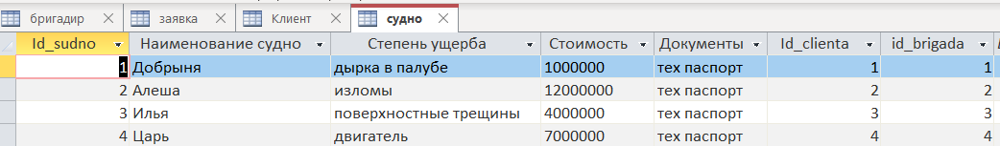 бригадир заявка Клиент судно
Id_sudno Наименование судно Степень ущерба Стоимость Документы Id_clienta id_brigada
1 Добрыня дырка в палубе 1000000 тех паспорт 1 1
2 Алеша изломы 12000000 тех паспорт 2 2
3 Илья поверхностные трещины 4000000 тех паспорт 3 3
4 Царь двигатель 7000000 тех паспорт 4 4